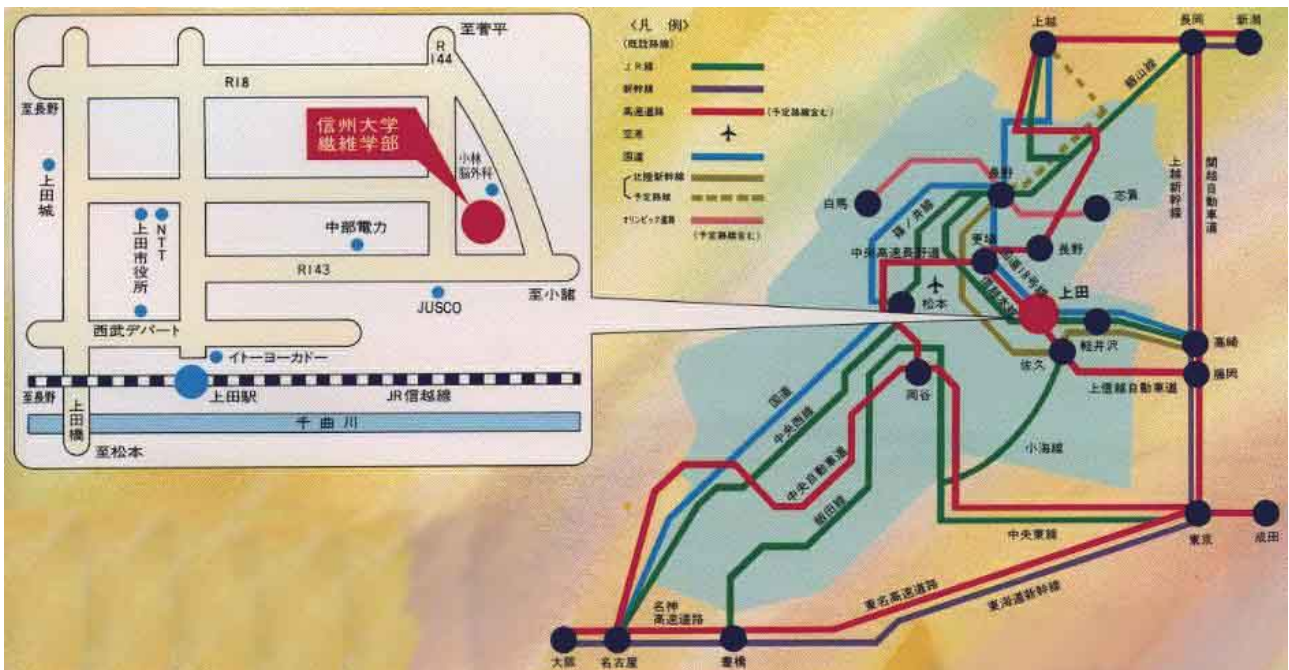 至菅平
R
144
R18
至長野
信州大学
繊維学部
小林
脳外科
上田城
NTT
上田市役所
中部電力
R143
至小諸
JUSCO
西武デパート
イトーヨーカドー
至長野
上田駅
JR信越線
上田橋
千曲川
至松本
〈凡 例〉
(既設路線)
JR線
新幹線
高速道路
(予定路線含む)
空港
国道
北陸新幹線
予定路線
オリンピック道路
(予定路線含む)
上越
長岡
新潟
飯山線
上越新幹線
関越自動車道
長野
白馬
志賀
篠ノ井線
中央高速長野道
更埴
長野
国道18号線
信越本線
上田
松本
軽井沢
高崎
佐久
藤岡
上信越自動車道
岡谷
国道
中央西線
小海線
中央自動車道
飯田線
中央東線
東京
成田
東名高速道路
東海道新幹線
名神
高速道路
大阪
名古屋
豊橋